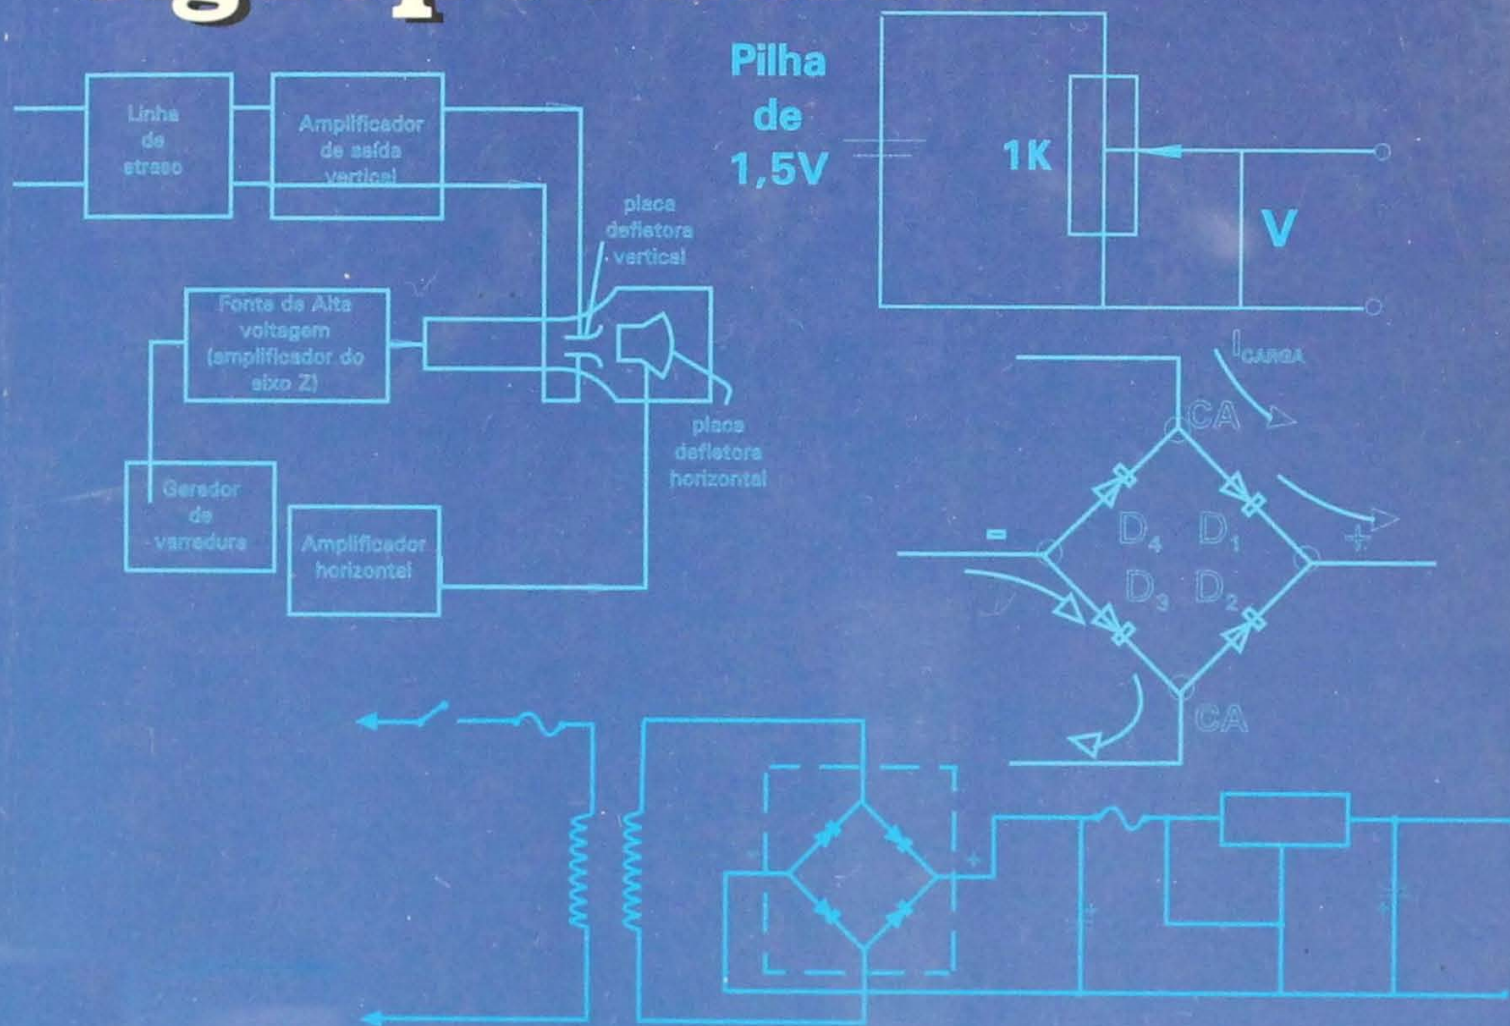 Linha
de
atraso
Amplificador
de saída
vertical
placa
defletora
vertical
Fonte de Alta
voltagem
(amplificador do
eixo Z)
placa
defletora
horizontal
Gerador
de
varredura
Amplificador
horizontal
Pilha
de
1,5V
1K
V
I CARGA
CA
D4 D1
- +
D3 D2
CA
- +
+
+